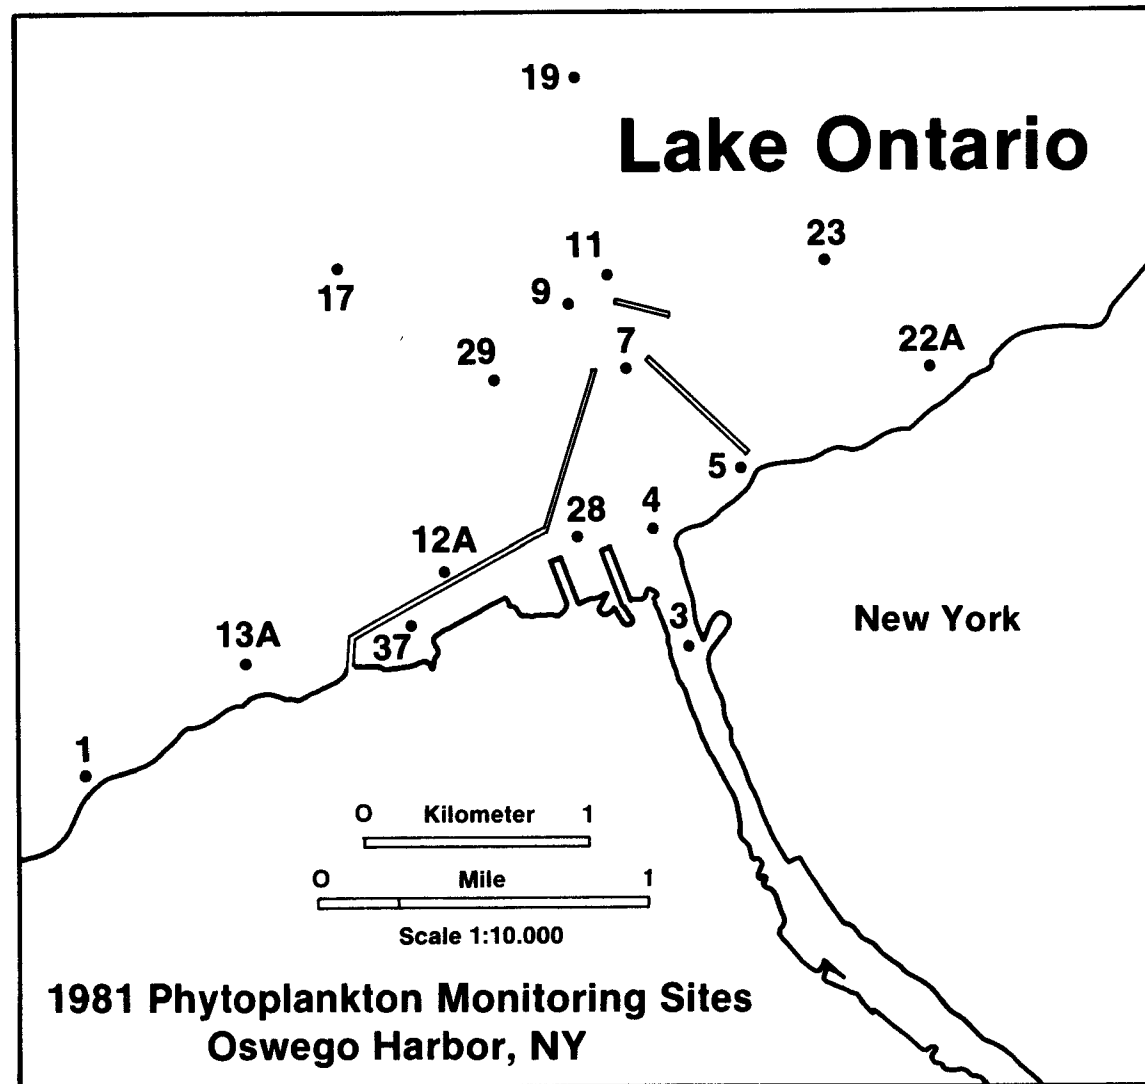 19
Lake Ontario
23
11
17
9
29
7
22A
5
4
28
12A
3
New York
37
13A
1
O Kilometer 1
O Mile 1
Scale 1:10.000
1981 Phytoplankton Monitoring Sites
Oswego Harbor, NY